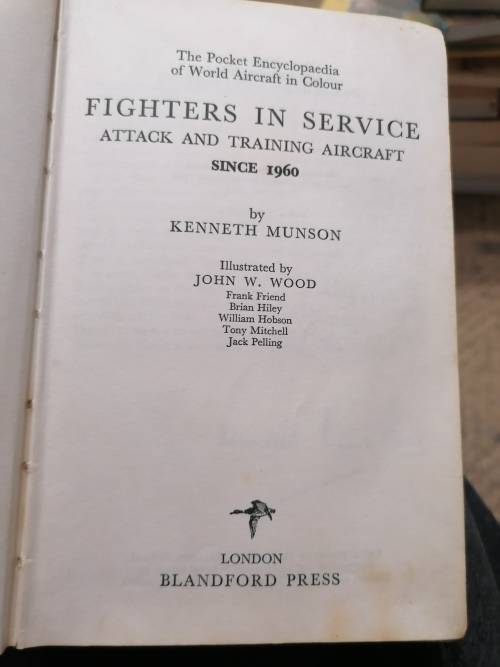 The Pocket Encyclopaedia
of World Aircraft in Colour
FIGHTERS IN SERVICE
ATTACK AND TRAINING AIRCRAFT
SINCE 1960
by
KENNETH MUNSON
Illustrated by
JOHN W. WOOD
Frank Friend
Brian Hiley
William Hobson
Tony Mitchell
Jack Pelling
LONDON
BLANDFORD PRESS